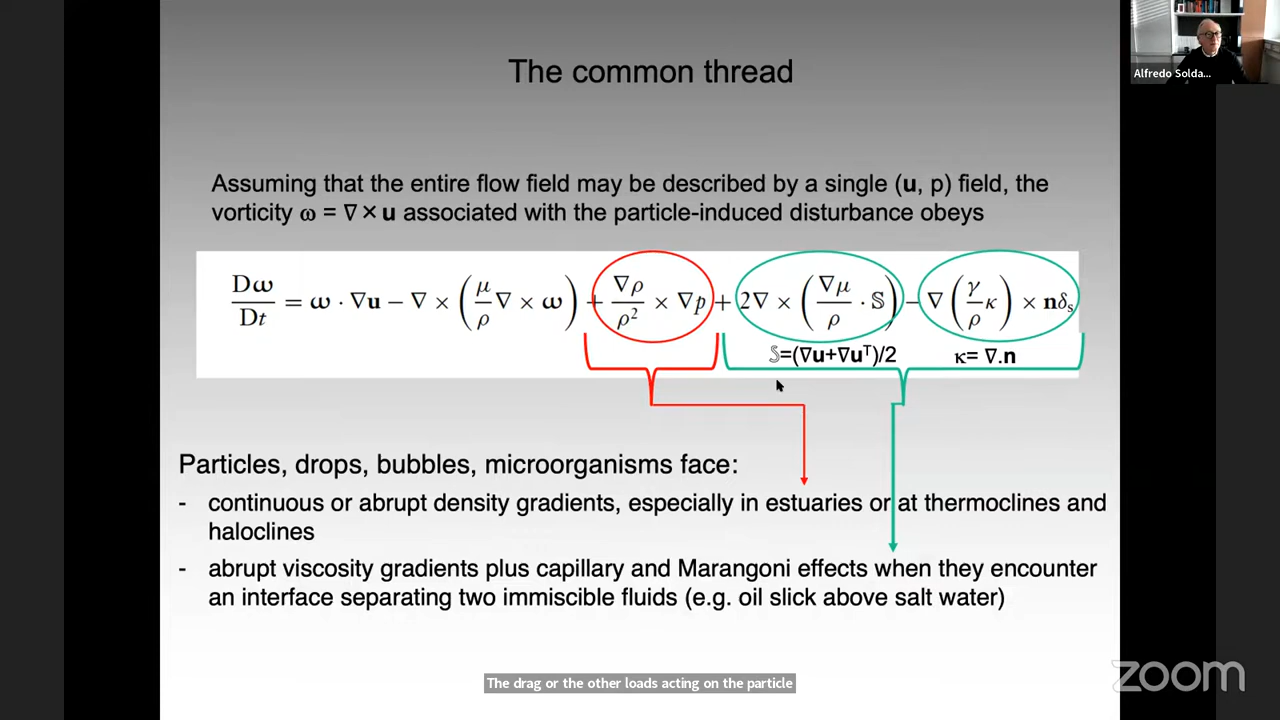 The common thread
Alfredo Solda...
Assuming that the entire flow field may be described by a single (u, p) field, the
vorticity ω = ∇×u associated with the particle-induced disturbance obeys
Dω/Dt = ω · ∇u − ∇ × (μ/ρ ∇ × ω) + ∇ρ/ρ² × ∇p + 2∇ × (∇μ/ρ · 𝕊) − ∇(γ/ρ κ) × nδₛ
𝕊=(∇u+∇uᵀ)/2 κ= ∇.n
Particles, drops, bubbles, microorganisms face:
- continuous or abrupt density gradients, especially in estuaries or at thermoclines and
haloclines
- abrupt viscosity gradients plus capillary and Marangoni effects when they encounter
an interface separating two immiscible fluids (e.g. oil slick above salt water)
The drag or the other loads acting on the particle
zoom